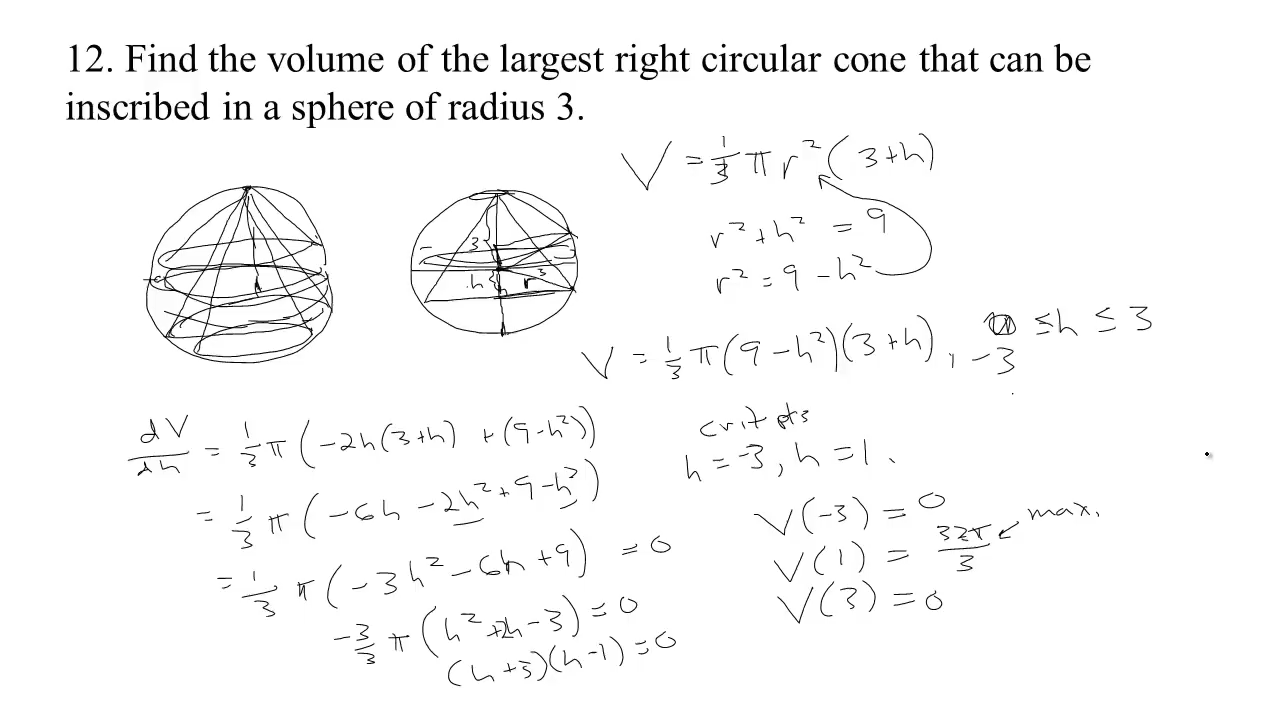 12. Find the volume of the largest right circular cone that can be
inscribed in a sphere of radius 3.
V = 1/3 π r² (3+h)
r² + h² = 9
r² = 9 − h²
3
h
r
3
V = 1/3 π (9 − h²)(3+h), −3 ≤ h ≤ 3
dV/dh = 1/3 π (−2h(3+h) + (9−h²))
= 1/3 π (−6h − 2h² + 9 − h²)
= 1/3 π (−3h² − 6h + 9) = 0
−3/3 π (h² + 2h − 3) = 0
(h+3)(h−1) = 0
crit pts
h = −3, h = 1.
V(−3) = 0
V(1) = 32π/3 ← max.
V(3) = 0